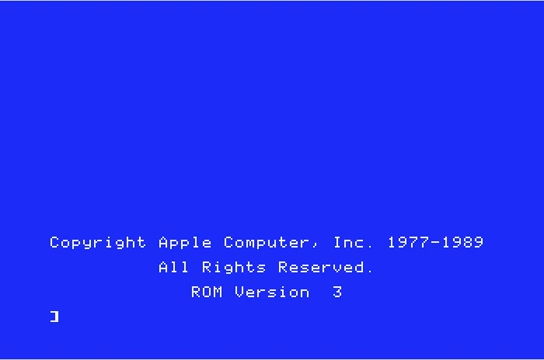 Copyright Apple Computer, Inc. 1977-1989
All Rights Reserved.
ROM Version  3
]